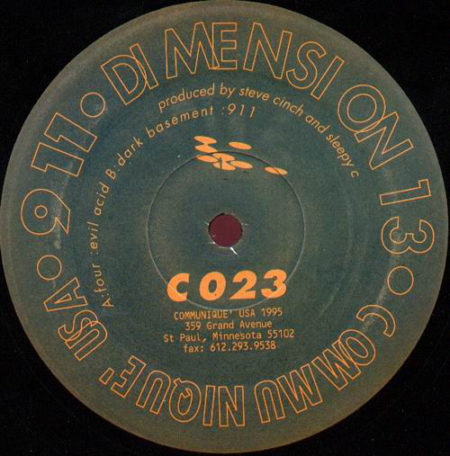 911 • DIMENSION 13 • COMMUNIQUE' USA •
produced by steve cinch and sleepy c
A:four :evil acid B:dark basement :911
C023
COMMUNIQUE' USA 1995
359 Grand Avenue
St Paul, Minnesota 55102
fax: 612.293.9538